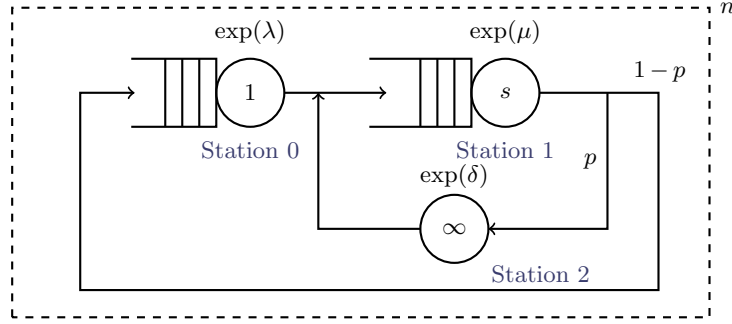 n
exp(λ)
exp(μ)
1
s
1 − p
Station 0
Station 1
p
exp(δ)
∞
Station 2